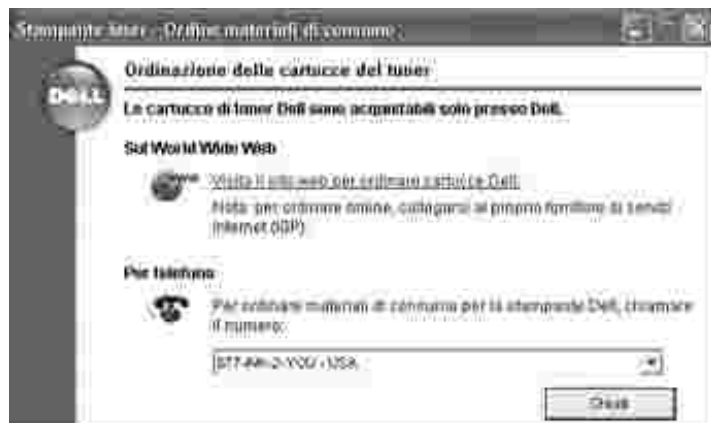 Stampante laser - Ordine materiali di consumo
DELL
Ordinazione delle cartucce del toner
Le cartucce di toner Dell sono acquistabili solo presso Dell.
Sul World Wide Web
Visita il sito web per ordinare cartucce Dell
Nota: per ordinare online, collegarsi al proprio fornitore di servizi
Internet (ISP)
Per telefono
Per ordinare materiali di consumo per la stampante Dell, chiamare
il numero:
- USA
Chiudi